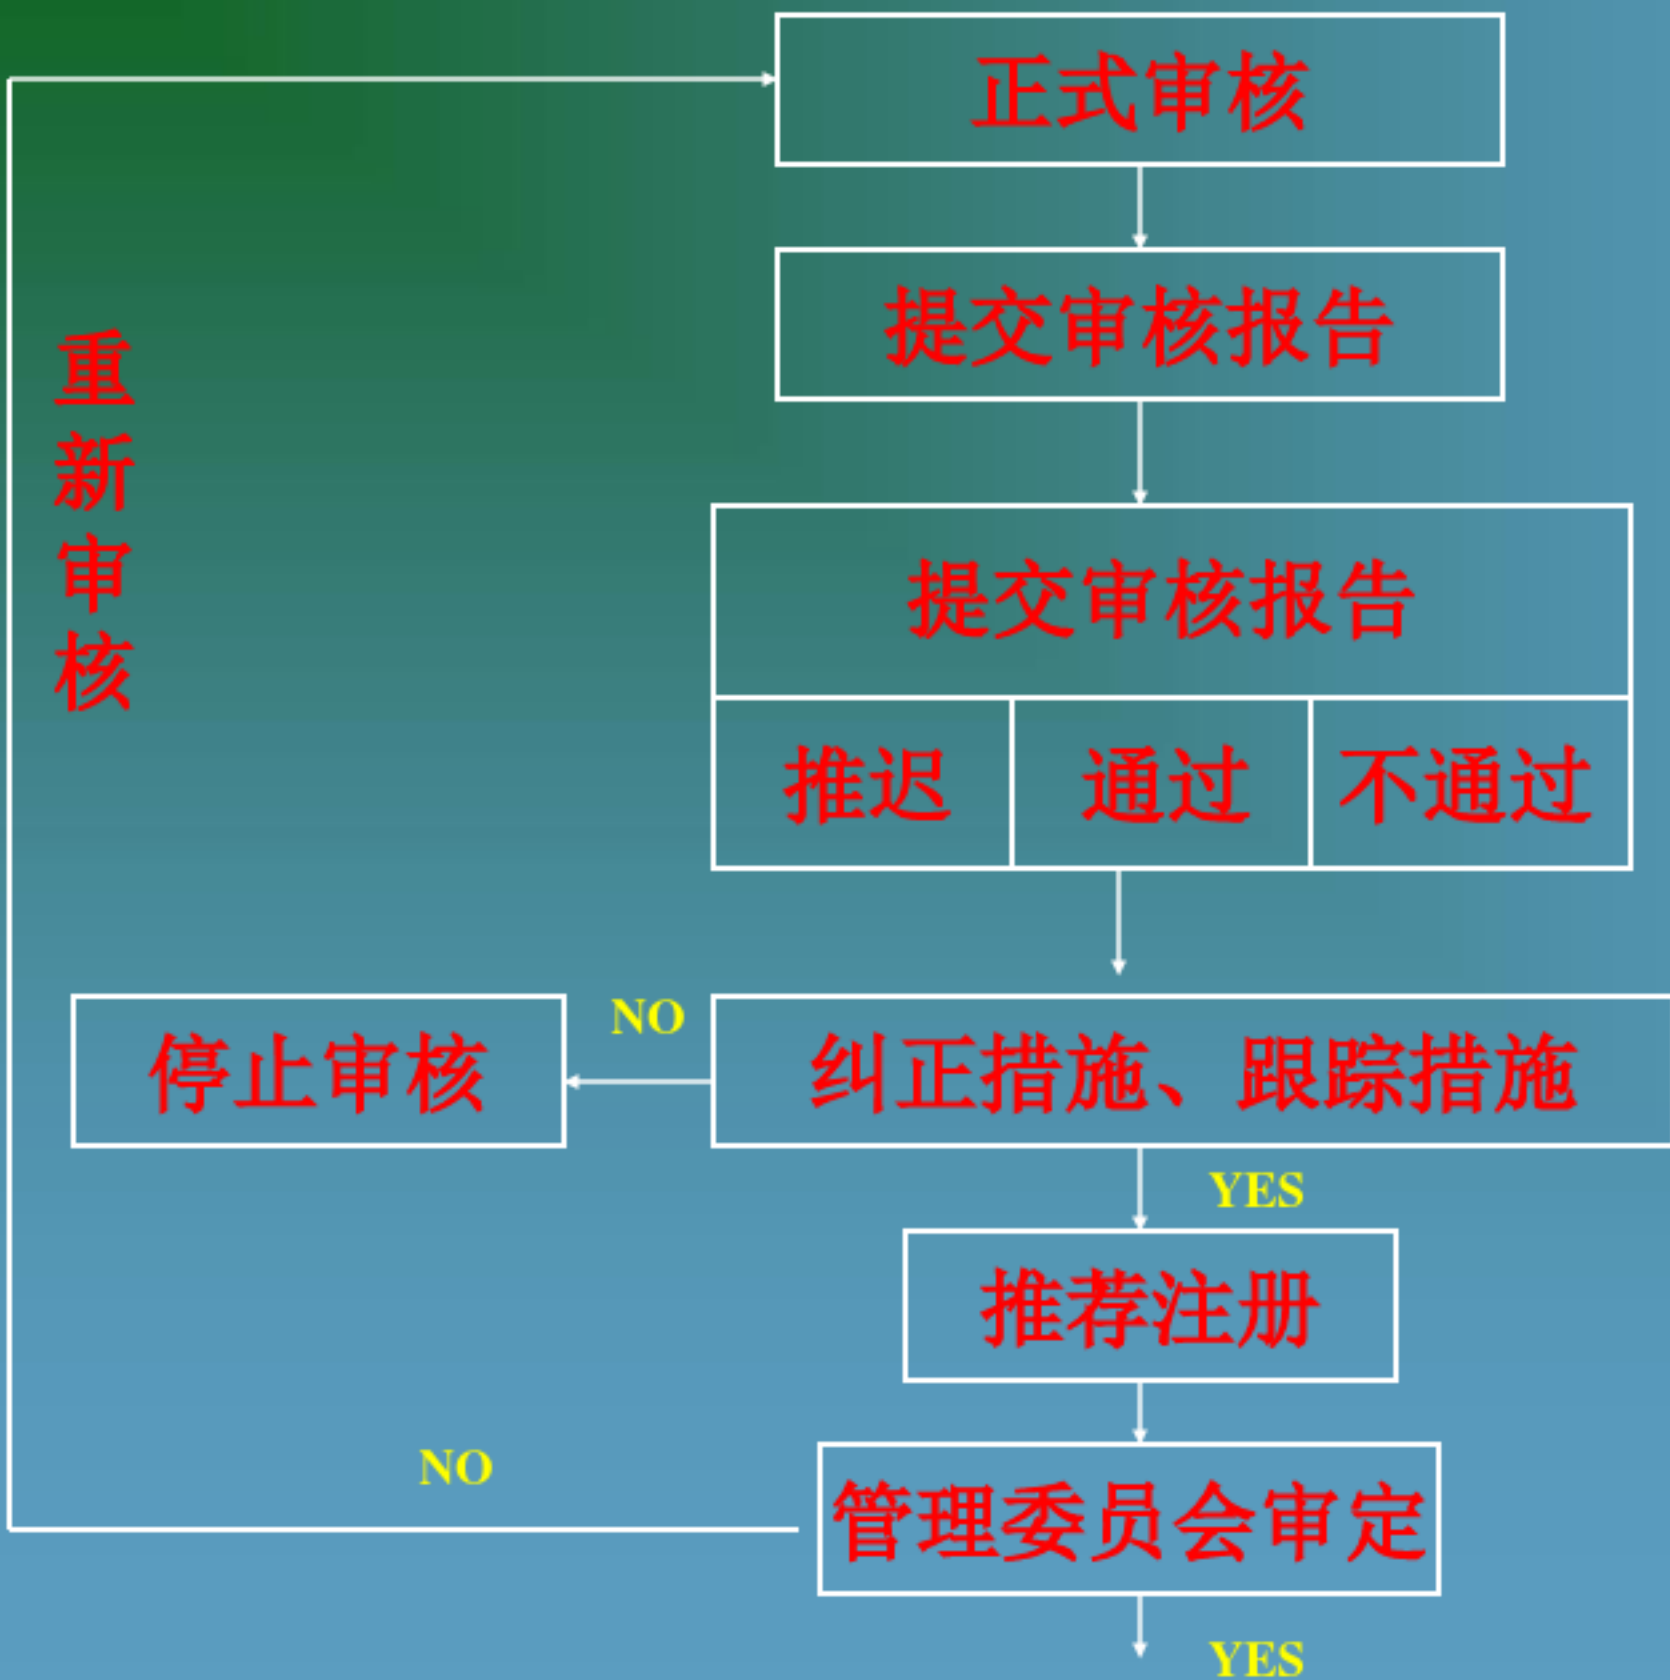 正式审核
提交审核报告
重
新
审
核
提交审核报告
推迟
通过
不通过
停止审核
NO
纠正措施、跟踪措施
YES
推荐注册
NO
管理委员会审定
YES